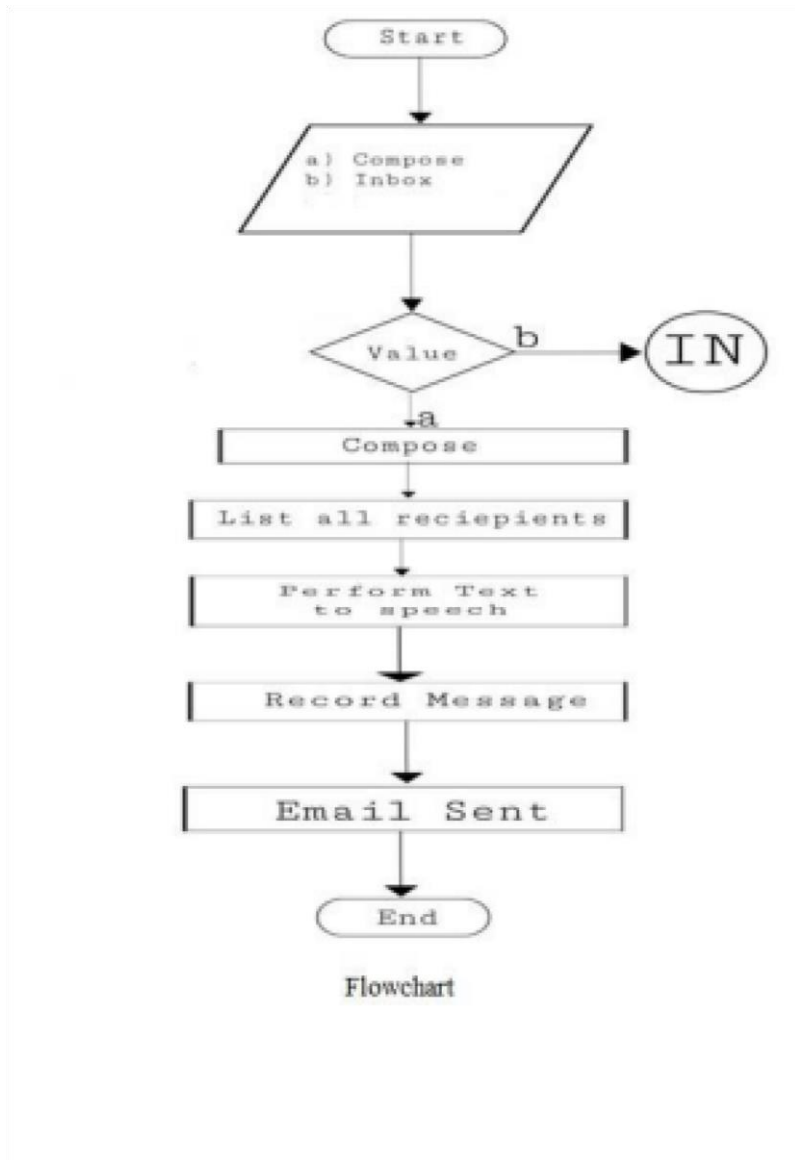 Start
a) Compose
b) Inbox
Value
b
IN
a
Compose
List all reciepients
Perform Text
to speech
Record Message
Email Sent
End
Flowchart